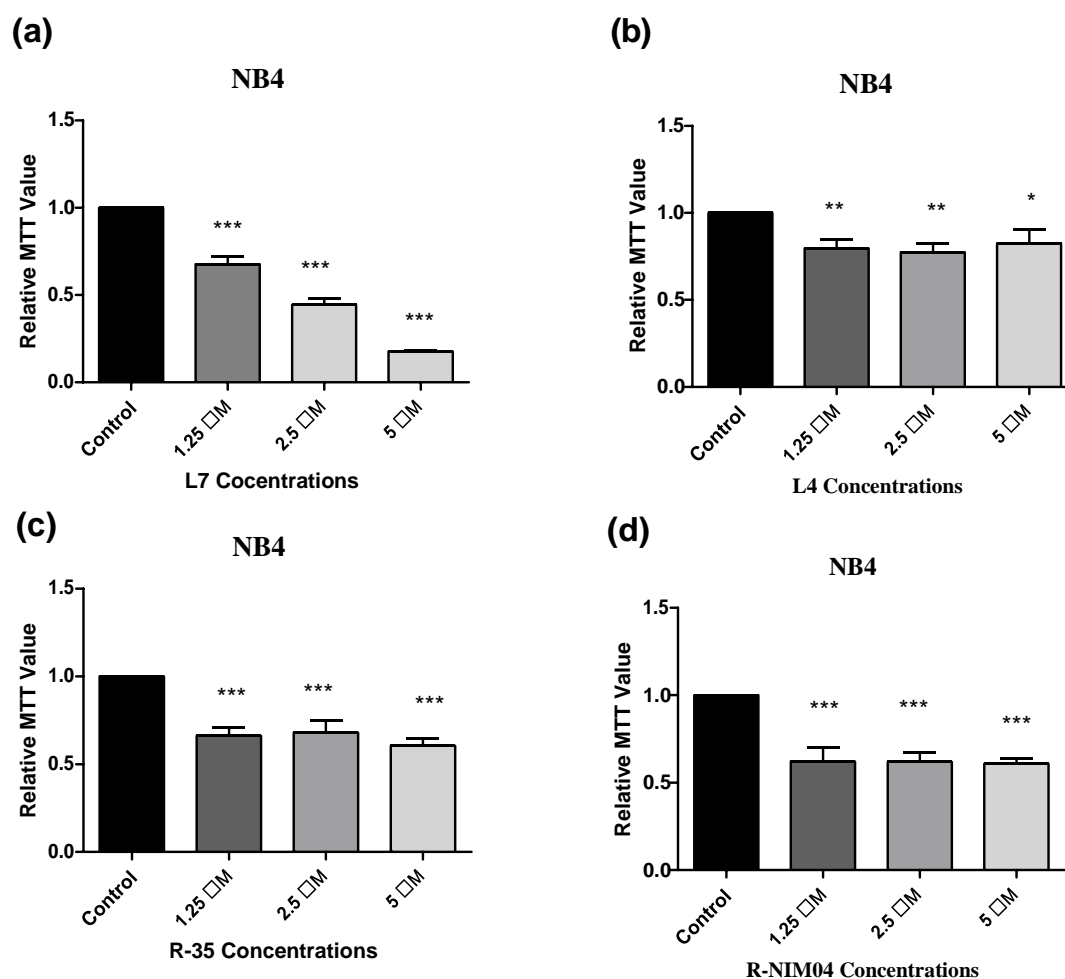 (a)
NB4
Relative MTT Value
1.5
1.0
0.5
0.0
***
***
***
Control
1.25 □M
2.5 □M
5 □M
L7 Cocentrations
(b)
NB4
Relative MTT Value
1.5
1.0
0.5
0.0
**
**
*
Control
1.25 □M
2.5 □M
5 □M
L4 Concentrations
(c)
NB4
Relative MTT Value
1.5
1.0
0.5
0.0
***
***
***
Control
1.25 □M
2.5 □M
5 □M
R-35 Concentrations
(d)
NB4
Relative MTT Value
1.5
1.0
0.5
0.0
***
***
***
Control
1.25 □M
2.5 □M
5 □M
R-NIM04 Concentrations